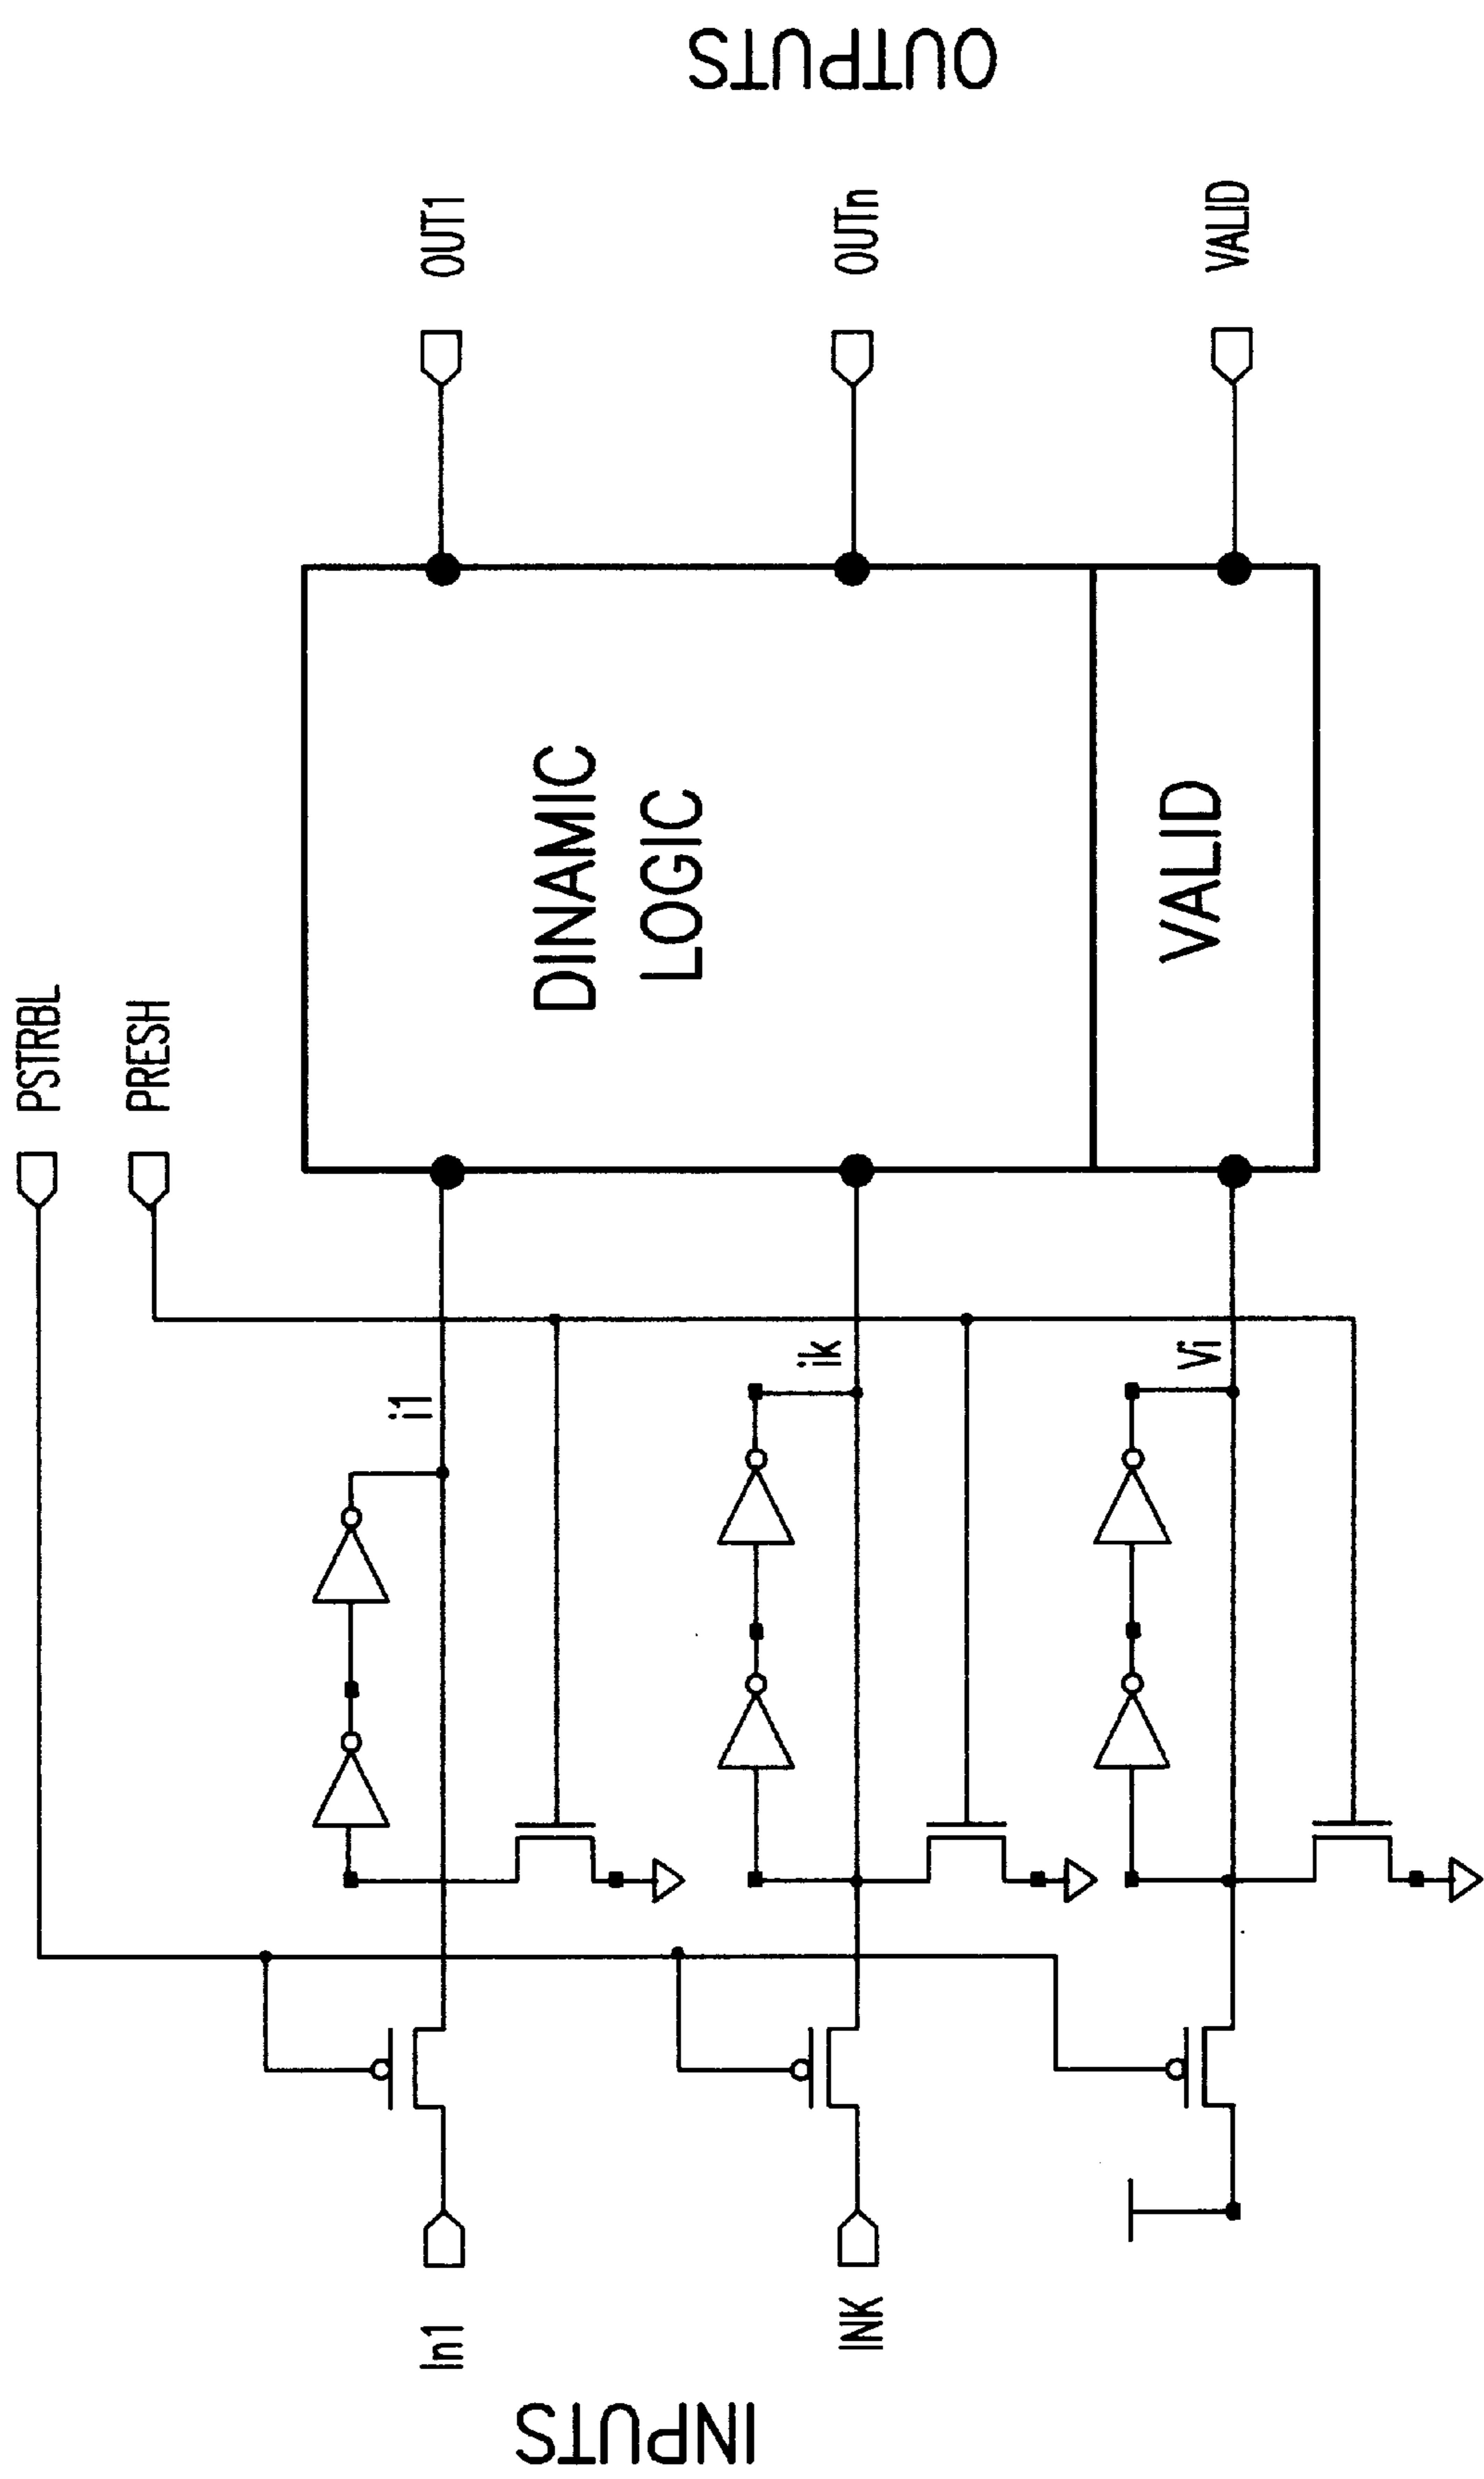 PSTRBL
PRESH
INPUTS
In1
INK
i1
ik
Vi
DINAMIC
LOGIC
VALID
OUT1
OUTn
VALID
OUTPUTS